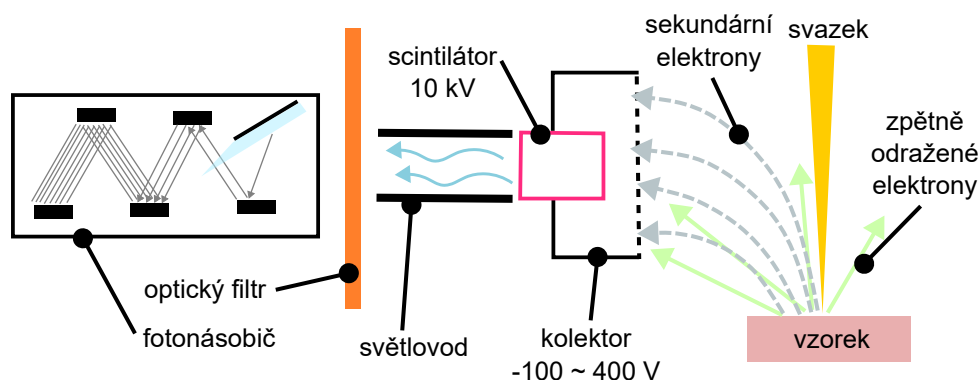 scintilátor
10 kV
sekundární
elektrony
svazek
zpětně
odražené
elektrony
optický filtr
fotonásobič
světlovod
kolektor
-100 ~ 400 V
vzorek